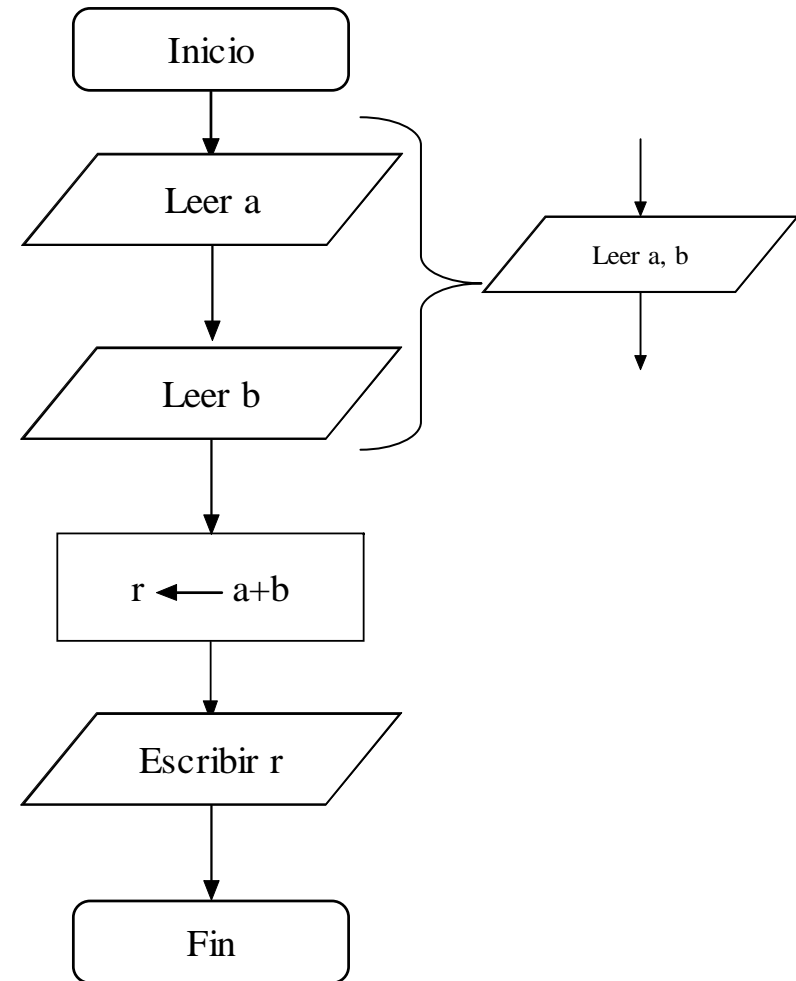 Inicio
Leer a
Leer a, b
Leer b
r ← a+b
Escribir r
Fin